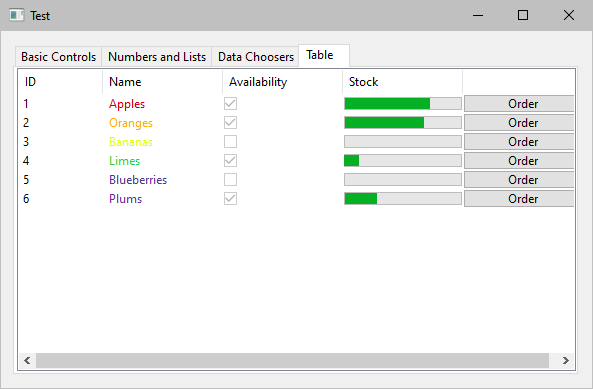 Test
Basic Controls Numbers and Lists Data Choosers Table
ID Name Availability Stock
1 Apples Order
2 Oranges Order
3 Bananas Order
4 Limes Order
5 Blueberries Order
6 Plums Order